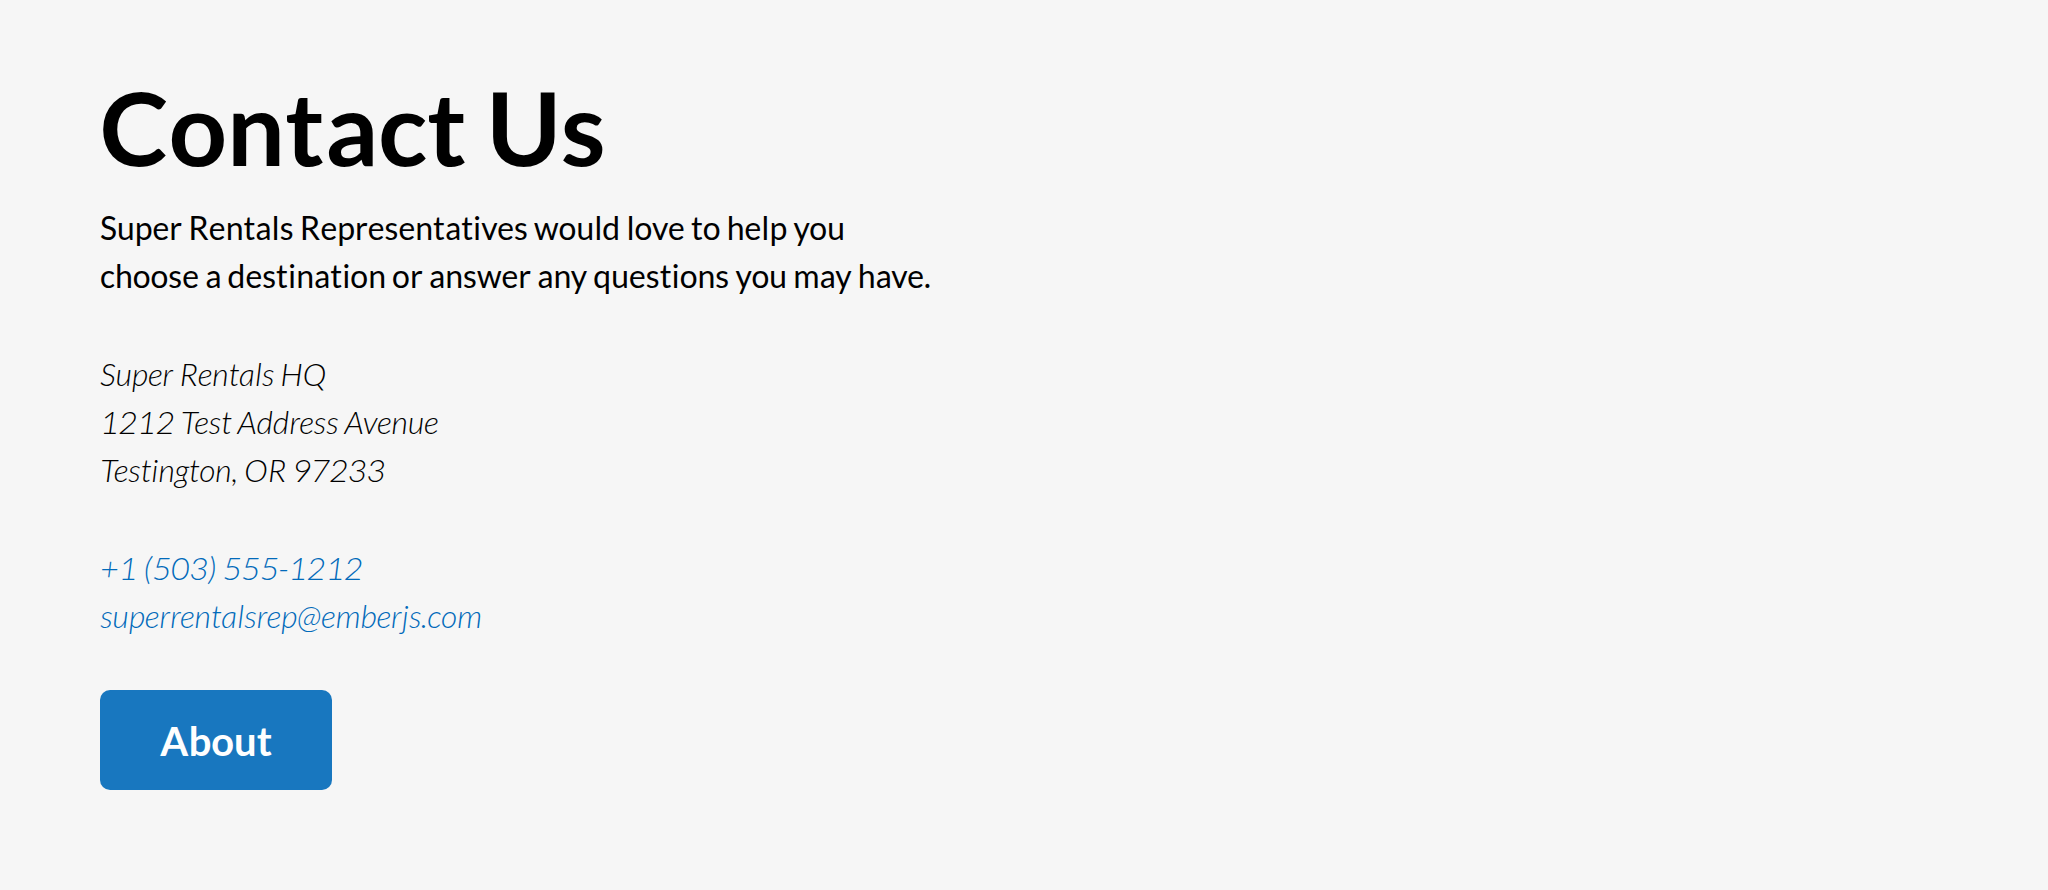 Contact Us
Super Rentals Representatives would love to help you
choose a destination or answer any questions you may have.
Super Rentals HQ
1212 Test Address Avenue
Testington, OR 97233
+1 (503) 555-1212
superrentalsrep@emberjs.com
About